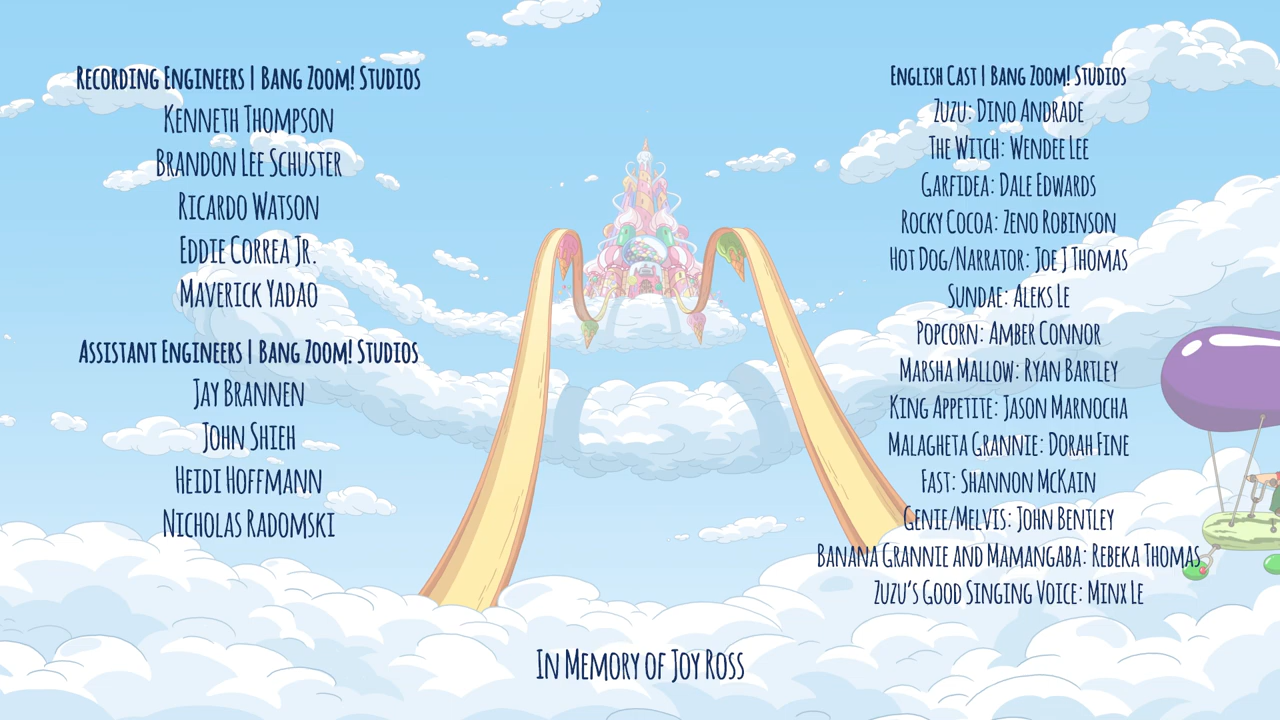 Recording Engineers | Bang Zoom! Studios
Kenneth Thompson
Brandon Lee Schuster
Ricardo Watson
Eddie Correa Jr.
Maverick Yadao
Assistant Engineers | Bang Zoom! Studios
Jay Brannen
John Shieh
Heidi Hoffmann
Nicholas Radomski
English Cast | Bang Zoom! Studios
Zuzu: Dino Andrade
The Witch: Wendee Lee
Garfidea: Dale Edwards
Rocky Cocoa: Zeno Robinson
Hot Dog/Narrator: Joe J Thomas
Sundae: Aleks Le
Popcorn: Amber Connor
Marsha Mallow: Ryan Bartley
King Appetite: Jason Marnocha
Malagheta Grannie: Dorah Fine
Fast: Shannon McKain
Genie/Melvis: John Bentley
Banana Grannie and Mamangaba: Rebeka Thomas
Zuzu's Good Singing Voice: Minx Le
In Memory of Joy Ross